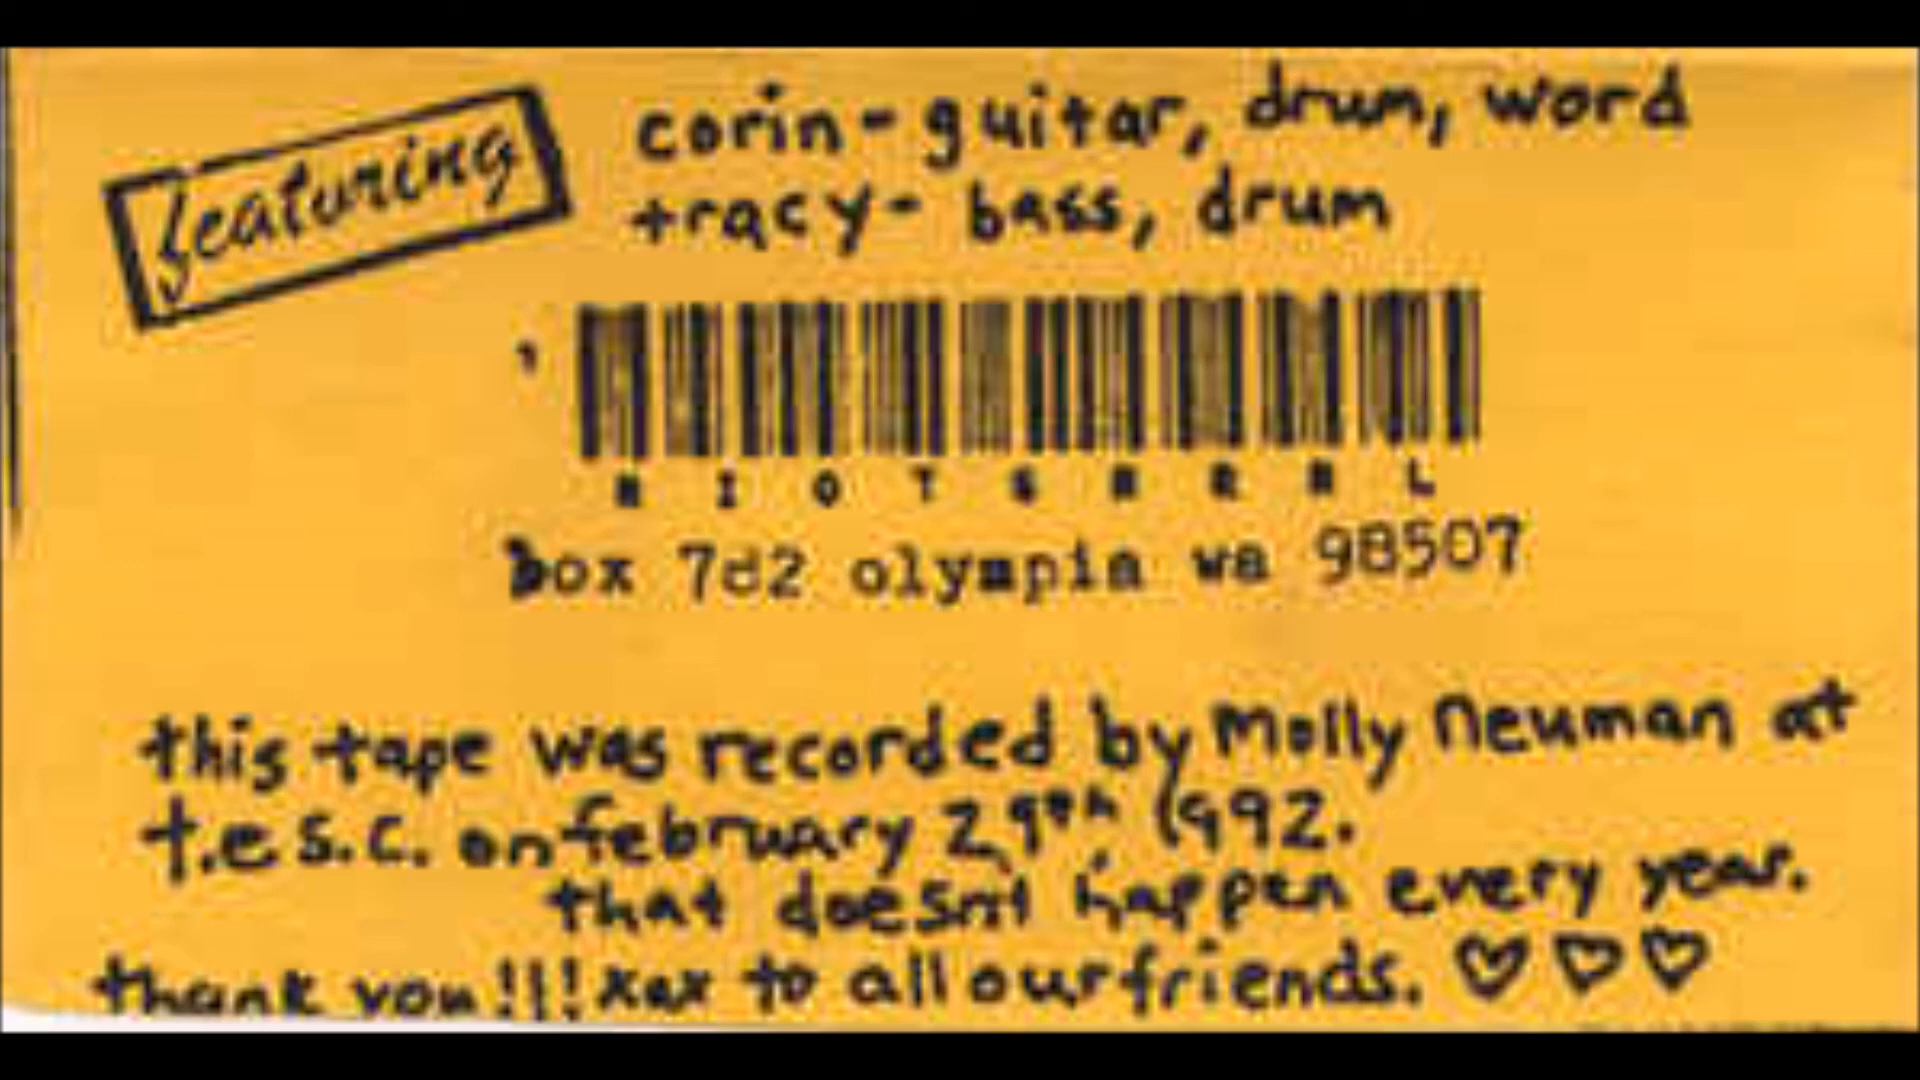 featuring
corin-guitar, drum, word
tracy- bass, drum
R I O T G R R R L
box 7d2 olympia wa 98507
this tape was recorded by Molly Neuman at
t.e.s.c. on february 29th 1992.
that doesn't happen every year.
thank you!!! xox to all our friends. ♡♡♡